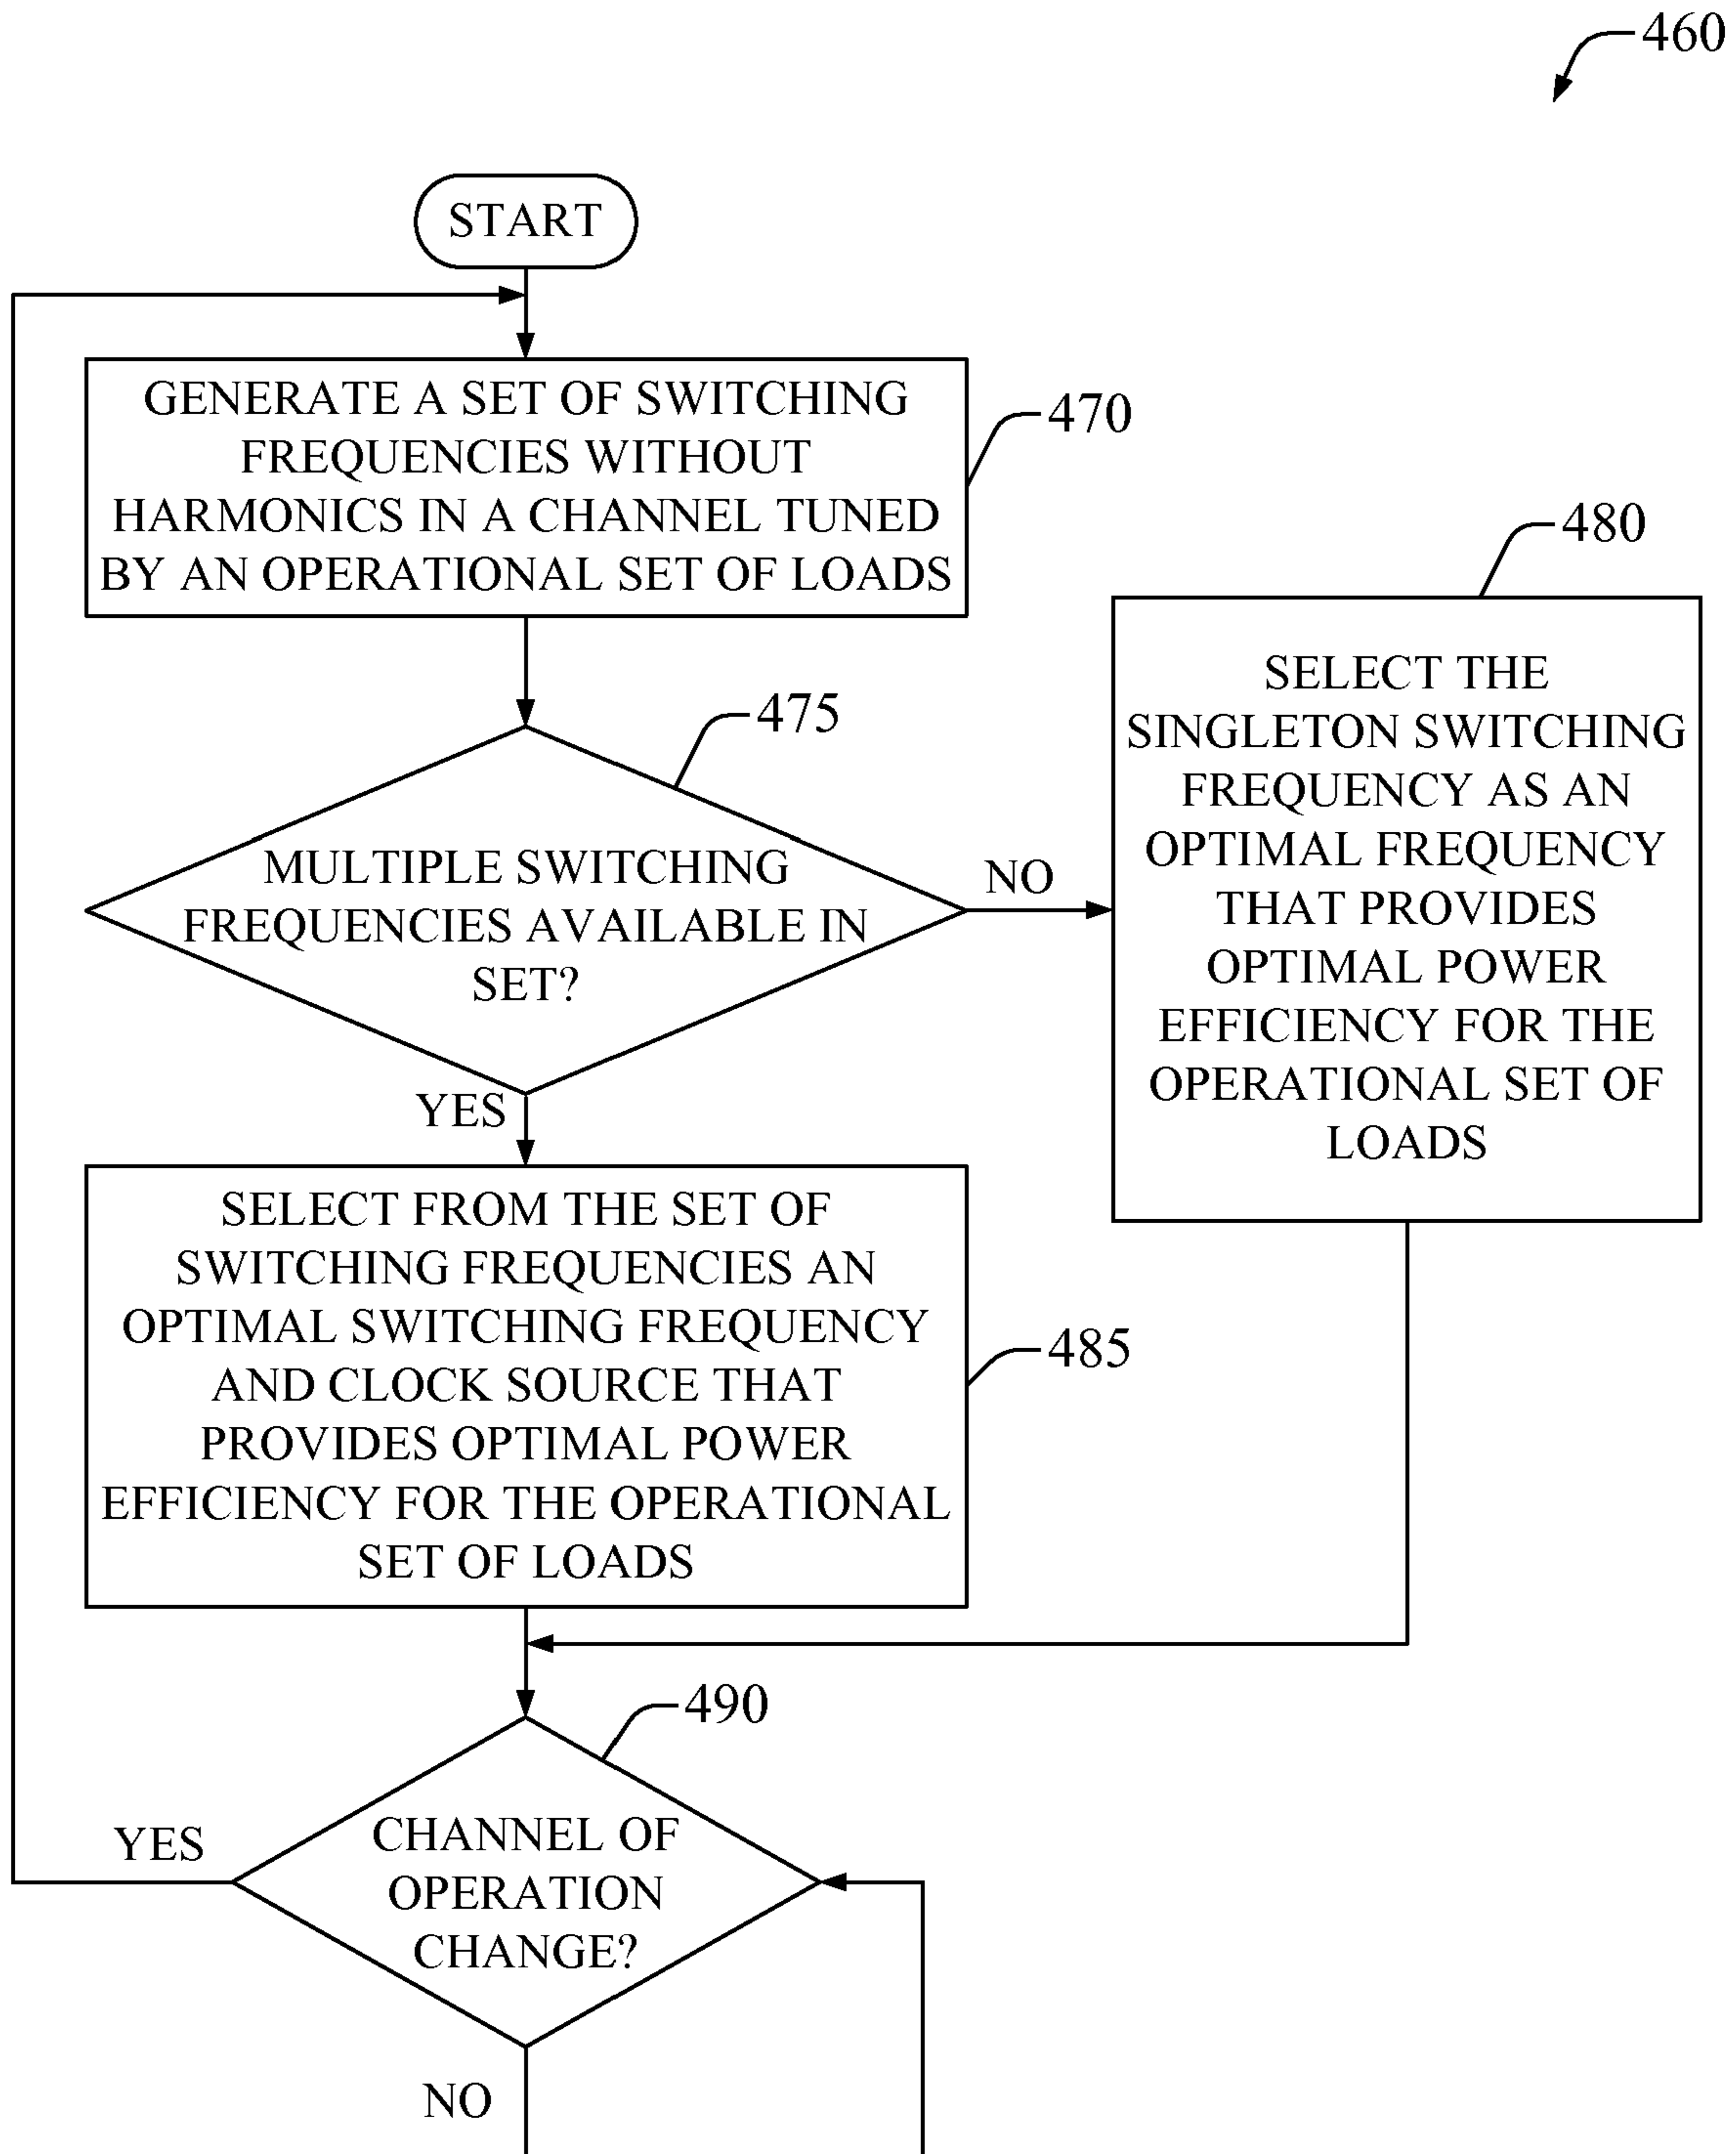 460
START
GENERATE A SET OF SWITCHING
FREQUENCIES WITHOUT
HARMONICS IN A CHANNEL TUNED
BY AN OPERATIONAL SET OF LOADS
470
475
MULTIPLE SWITCHING
FREQUENCIES AVAILABLE IN
SET?
NO
YES
480
SELECT THE
SINGLETON SWITCHING
FREQUENCY AS AN
OPTIMAL FREQUENCY
THAT PROVIDES
OPTIMAL POWER
EFFICIENCY FOR THE
OPERATIONAL SET OF
LOADS
SELECT FROM THE SET OF
SWITCHING FREQUENCIES AN
OPTIMAL SWITCHING FREQUENCY
AND CLOCK SOURCE THAT
PROVIDES OPTIMAL POWER
EFFICIENCY FOR THE OPERATIONAL
SET OF LOADS
485
490
CHANNEL OF
OPERATION
CHANGE?
YES
NO